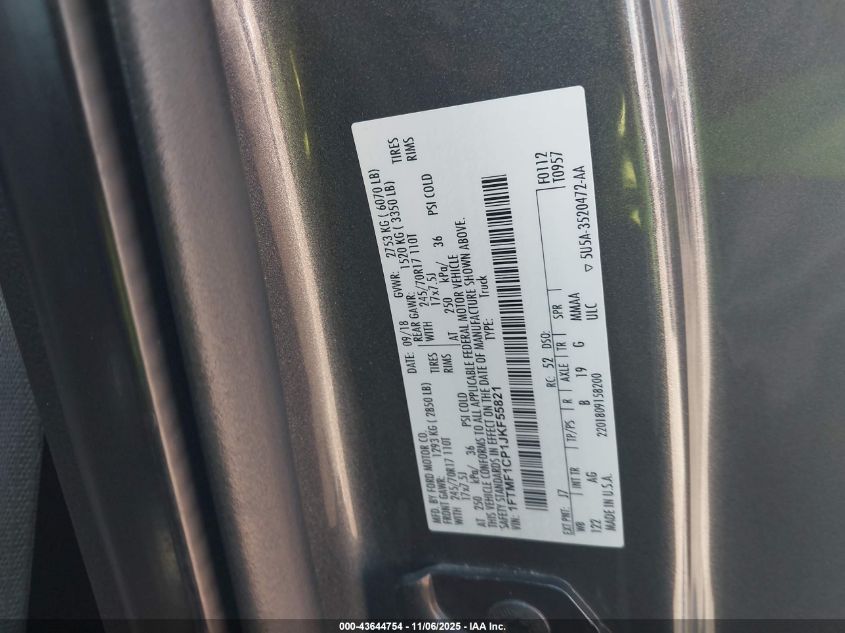 MFD. BY FORD MOTOR CO.
DATE: 09/18 GVWR: 2753 KG ( 6070 LB)
FRONT GAWR: 1293 KG ( 2850 LB) REAR GAWR: 1520 KG ( 3350 LB)
WITH 245/70R17 110T TIRES WITH 245/70R17 110T TIRES
17x7.5J RIMS 17x7.5J RIMS
AT 250 kPa/ 36 PSI COLD AT 250 kPa/ 36 PSI COLD
THIS VEHICLE CONFORMS TO ALL APPLICABLE FEDERAL MOTOR VEHICLE
SAFETY STANDARDS IN EFFECT ON THE DATE OF MANUFACTURE SHOWN ABOVE.
VIN: 1FTMF1CP1JKF55821 TYPE: Truck
F0112
T0957
EXT PNT: J7 RC: 52 DSO:
WB INT TR TP/PS R AXLE TR SPR
122 AG B 19 G MMAA
2201809158200 ULC
MADE IN U.S.A. ▽ 5U5A-3520472-AA
000-43644754 - 11/06/2025 - IAA Inc.